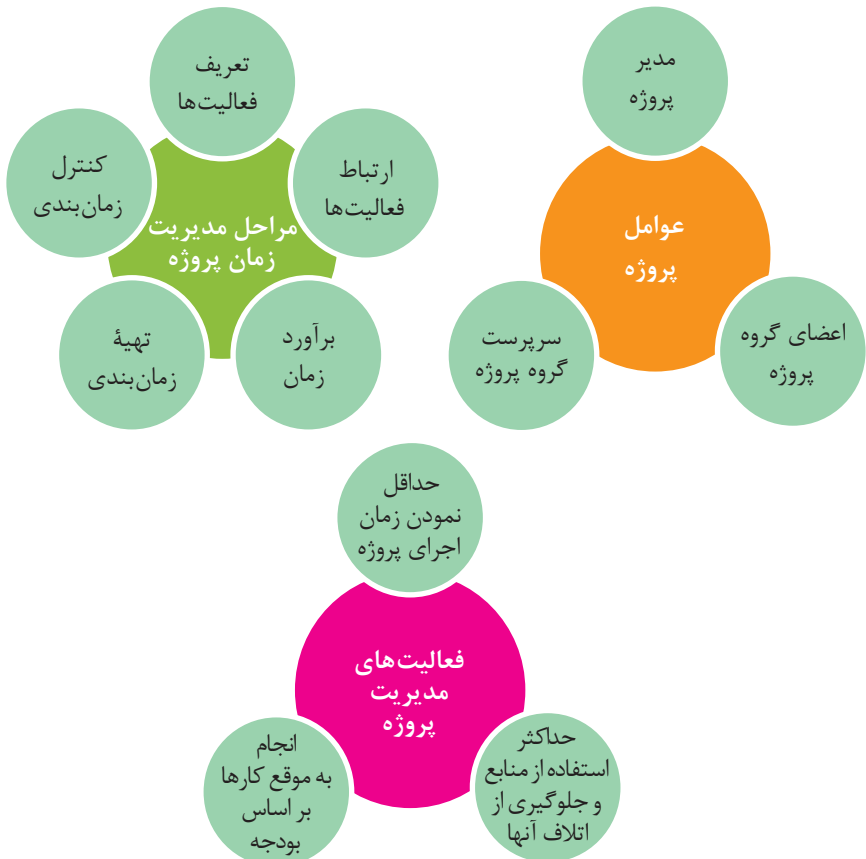 عوامل
پروژه
مدیر
پروژه
اعضای گروه
پروژه
سرپرست
گروه پروژه
مراحل مدیریت
زمان پروژه
تعریف
فعالیت‌ها
ارتباط
فعالیت‌ها
برآورد
زمان
تهیۀ
زمان‌بندی
کنترل
زمان‌بندی
فعالیت‌های
مدیریت
پروژه
حداقل
نمودن زمان
اجرای پروژه
حداکثر
استفاده از منابع
و جلوگیری از
اتلاف آنها
انجام
به موقع کارها
بر اساس
بودجه